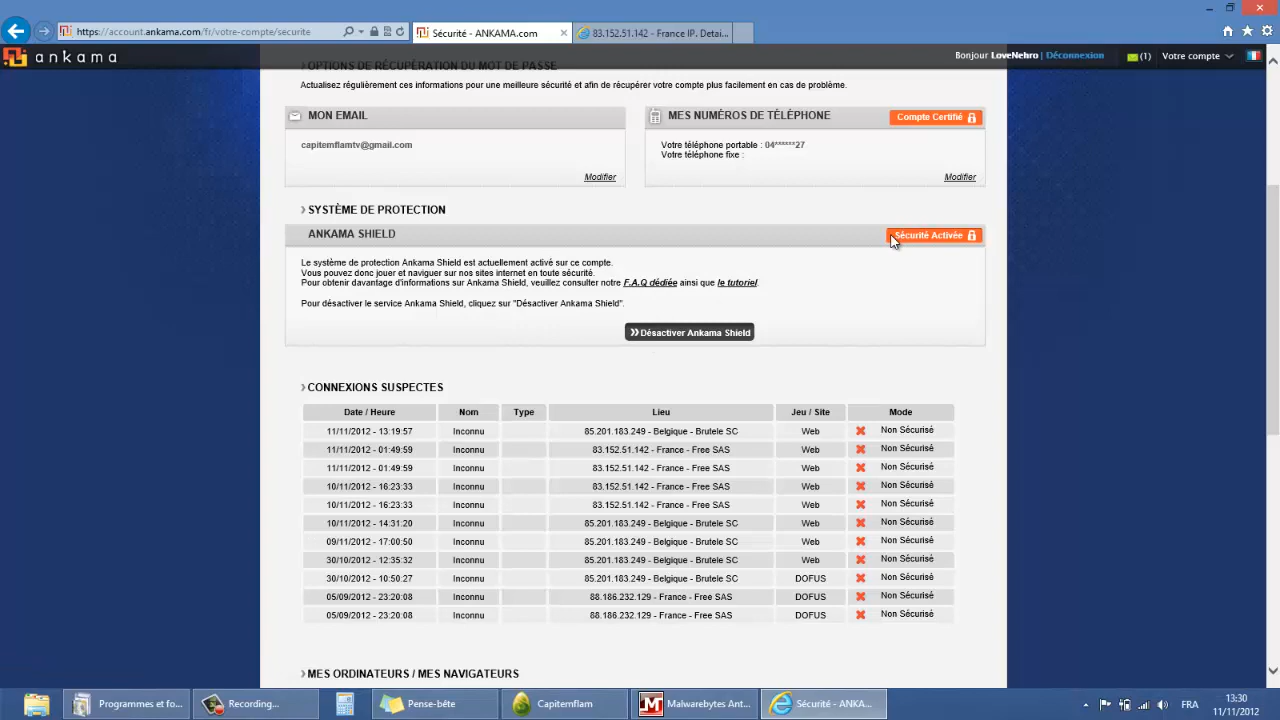 https://account.ankama.com/fr/votre-compte/securite
Sécurité - ANKAMA.com
83.152.51.142 - France IP. Detai...
ankama
Bonjour LoveNehro | Déconnexion
(1)
Votre compte
OPTIONS DE RÉCUPÉRATION DU MOT DE PASSE
Actualisez régulièrement ces informations pour une meilleure sécurité et afin de récupérer votre compte plus facilement en cas de problème.
MON EMAIL
capitemflamtv@gmail.com
Modifier
MES NUMÉROS DE TÉLÉPHONE
Compte Certifié
Votre téléphone portable : 04******27
Votre téléphone fixe :
Modifier
SYSTÈME DE PROTECTION
ANKAMA SHIELD
Sécurité Activée
Le système de protection Ankama Shield est actuellement activé sur ce compte.
Vous pouvez donc jouer et naviguer sur nos sites internet en toute sécurité.
Pour obtenir davantage d'informations sur Ankama Shield, veuillez consulter notre F.A.Q dédiée ainsi que le tutoriel.
Pour désactiver le service Ankama Shield, cliquez sur "Désactiver Ankama Shield".
Désactiver Ankama Shield
CONNEXIONS SUSPECTES
Date / Heure Nom Type Lieu Jeu / Site Mode
11/11/2012 - 13:19:57 Inconnu 85.201.183.249 - Belgique - Brutele SC Web Non Sécurisé
11/11/2012 - 01:49:59 Inconnu 83.152.51.142 - France - Free SAS Web Non Sécurisé
11/11/2012 - 01:49:59 Inconnu 83.152.51.142 - France - Free SAS Web Non Sécurisé
10/11/2012 - 16:23:33 Inconnu 83.152.51.142 - France - Free SAS Web Non Sécurisé
10/11/2012 - 16:23:33 Inconnu 83.152.51.142 - France - Free SAS Web Non Sécurisé
10/11/2012 - 14:31:20 Inconnu 85.201.183.249 - Belgique - Brutele SC Web Non Sécurisé
09/11/2012 - 17:00:50 Inconnu 85.201.183.249 - Belgique - Brutele SC Web Non Sécurisé
30/10/2012 - 12:35:32 Inconnu 85.201.183.249 - Belgique - Brutele SC Web Non Sécurisé
30/10/2012 - 10:50:27 Inconnu 85.201.183.249 - Belgique - Brutele SC DOFUS Non Sécurisé
05/09/2012 - 23:20:08 Inconnu 88.186.232.129 - France - Free SAS DOFUS Non Sécurisé
05/09/2012 - 23:20:08 Inconnu 88.186.232.129 - France - Free SAS DOFUS Non Sécurisé
MES ORDINATEURS / MES NAVIGATEURS
Programmes et fo...
Recording...
Pense-bête
Capitemflam
Malwarebytes Ant...
Sécurité - ANKA...
FRA
13:30
11/11/2012